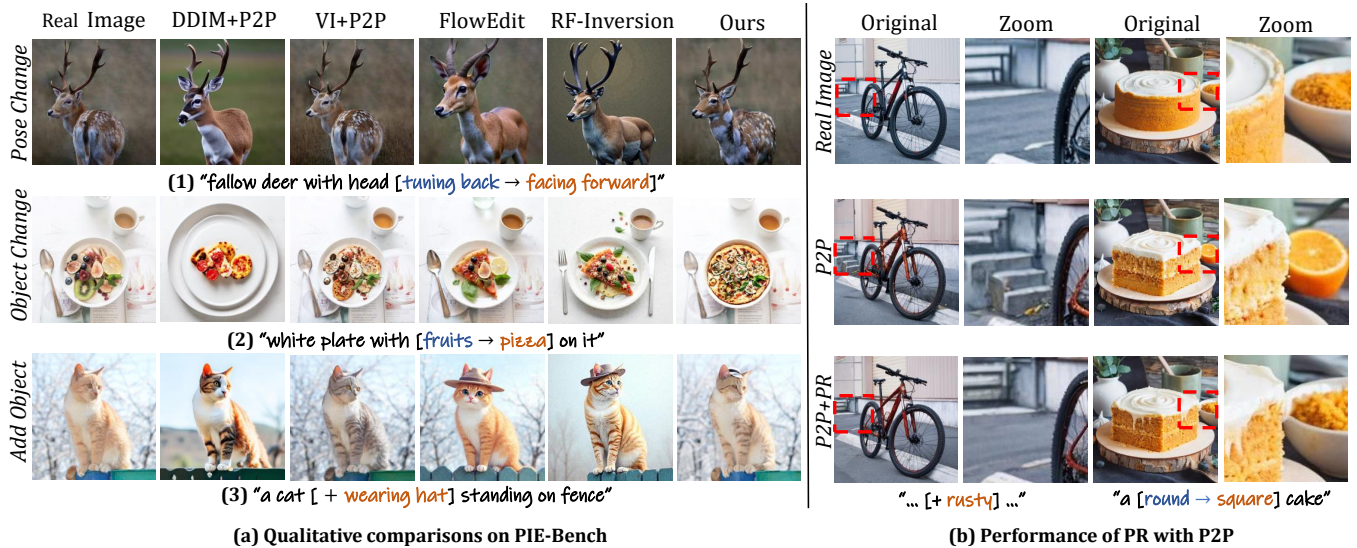 Real Image DDIM+P2P VI+P2P FlowEdit RF-Inversion Ours
Pose Change
(1) "fallow deer with head [tuning back → facing forward]"
Object Change
(2) "white plate with [fruits → pizza] on it"
Add Object
(3) "a cat [ + wearing hat] standing on fence"
(a) Qualitative comparisons on PIE-Bench
Original Zoom Original Zoom
Real Image
P2P
P2P+PR
"... [+ rusty] ..." "a [round → square] cake"
(b) Performance of PR with P2P